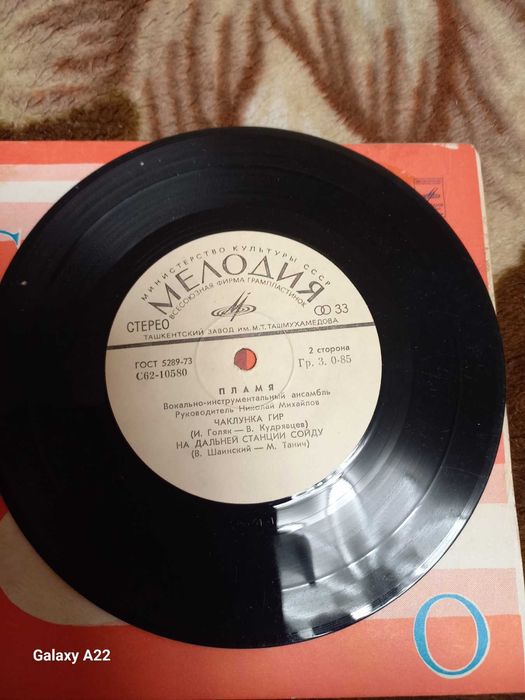 МИНИСТЕРСТВО КУЛЬТУРЫ СССР
МЕЛОДИЯ
ВСЕСОЮЗНАЯ ФИРМА ГРАМПЛАСТИНОК
СТЕРЕО
33
ТАШКЕНТСКИЙ ЗАВОД ИМ. М.Т. ТАШМУХАМЕДОВА
ГОСТ 5289-73
2 сторона
С62-10580
Гр. 3. 0-85
ПЛАМЯ
Вокально-инструментальный ансамбль
Руководитель Николай Михайлов
ЧАКЛУНКА ГИР
(И. Голяк — В. Кудрявцев)
НА ДАЛЬНЕЙ СТАНЦИИ СОЙДУ
(В. Шаинский — М. Танич)
О
Galaxy A22